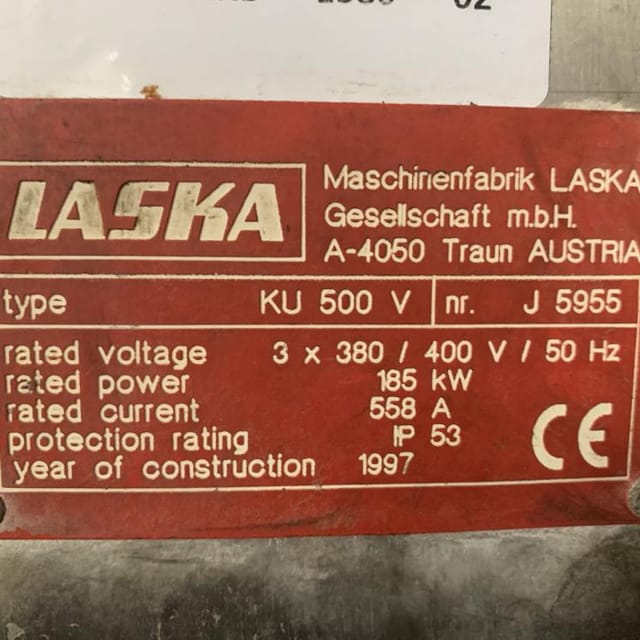 02
LASKA
Maschinenfabrik LASKA
Gesellschaft m.b.H.
A-4050 Traun AUSTRIA
type KU 500 V nr. J 5955
rated voltage 3 x 380 / 400 V / 50 Hz
rated power 185 kW
rated current 558 A
protection rating IP 53
year of construction 1997
CE